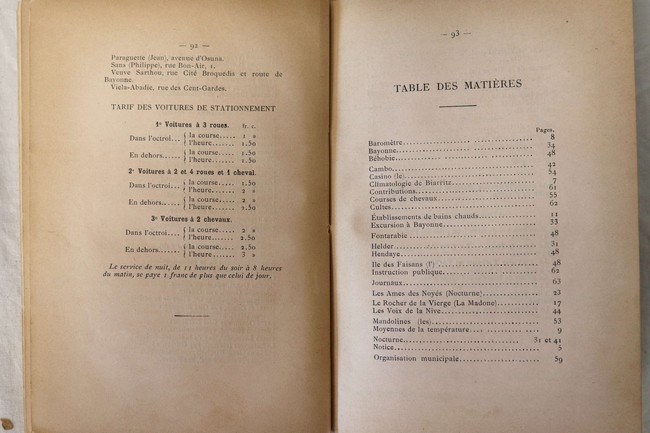 — 92 —
Paraguette (Jean), avenue d'Ossuna.
Sans (Philippe), rue Bon-Air, 1.
Veuve Sarthou, rue Cité Broquédis et route de
Bayonne.
Viela-Abadie, rue des Cent-Gardes.
TARIF DES VOITURES DE STATIONNEMENT
1º Voitures à 3 roues. fr. c.
Dans l'octroi... { la course..... 1 »
{ l'heure........ 1.50
En dehors..... { la course..... 1.50
{ l'heure........ 1.50
2º Voitures à 2 et 4 roues et 1 cheval.
Dans l'octroi... { la course..... 1.50
{ l'heure........ 2 »
En dehors..... { la course..... 2 »
{ l'heure........ 2.50
3º Voitures à 2 chevaux.
Dans l'octroi... { la course..... 2 »
{ l'heure........ 2.50
En dehors..... { la course..... 2.50
{ l'heure........ 3 »
Le service de nuit, de 11 heures du soir à 8 heures
du matin, se paye 1 franc de plus que celui de jour.
— 93 —
TABLE DES MATIÈRES
Pages.
Baromètre........ 8
Bayonne........ 34
Béhobie........ 48
Cambo........ 42
Casino (le)........ 54
Climatologie de Biarritz........ 7
Contributions........ 61
Courses de chevaux........ 55
Cultes........ 62
Établissements de bains chauds........ 11
Excursion à Bayonne........ 33
Fontarabie........ 48
Helder........ 31
Hendaye........ 48
Ile des Faisans (l')........ 48
Instruction publique........ 62
Journaux........ 63
Les Ames des Noyés (Nocturne)........ 23
Le Rocher de la Vierge (La Madone)........ 17
Les Voix de la Nive........ 44
Mandolines (les)........ 53
Moyennes de la température........ 9
Nocturne........ 31 et 41
Notice........ 5
Organisation municipale........ 59